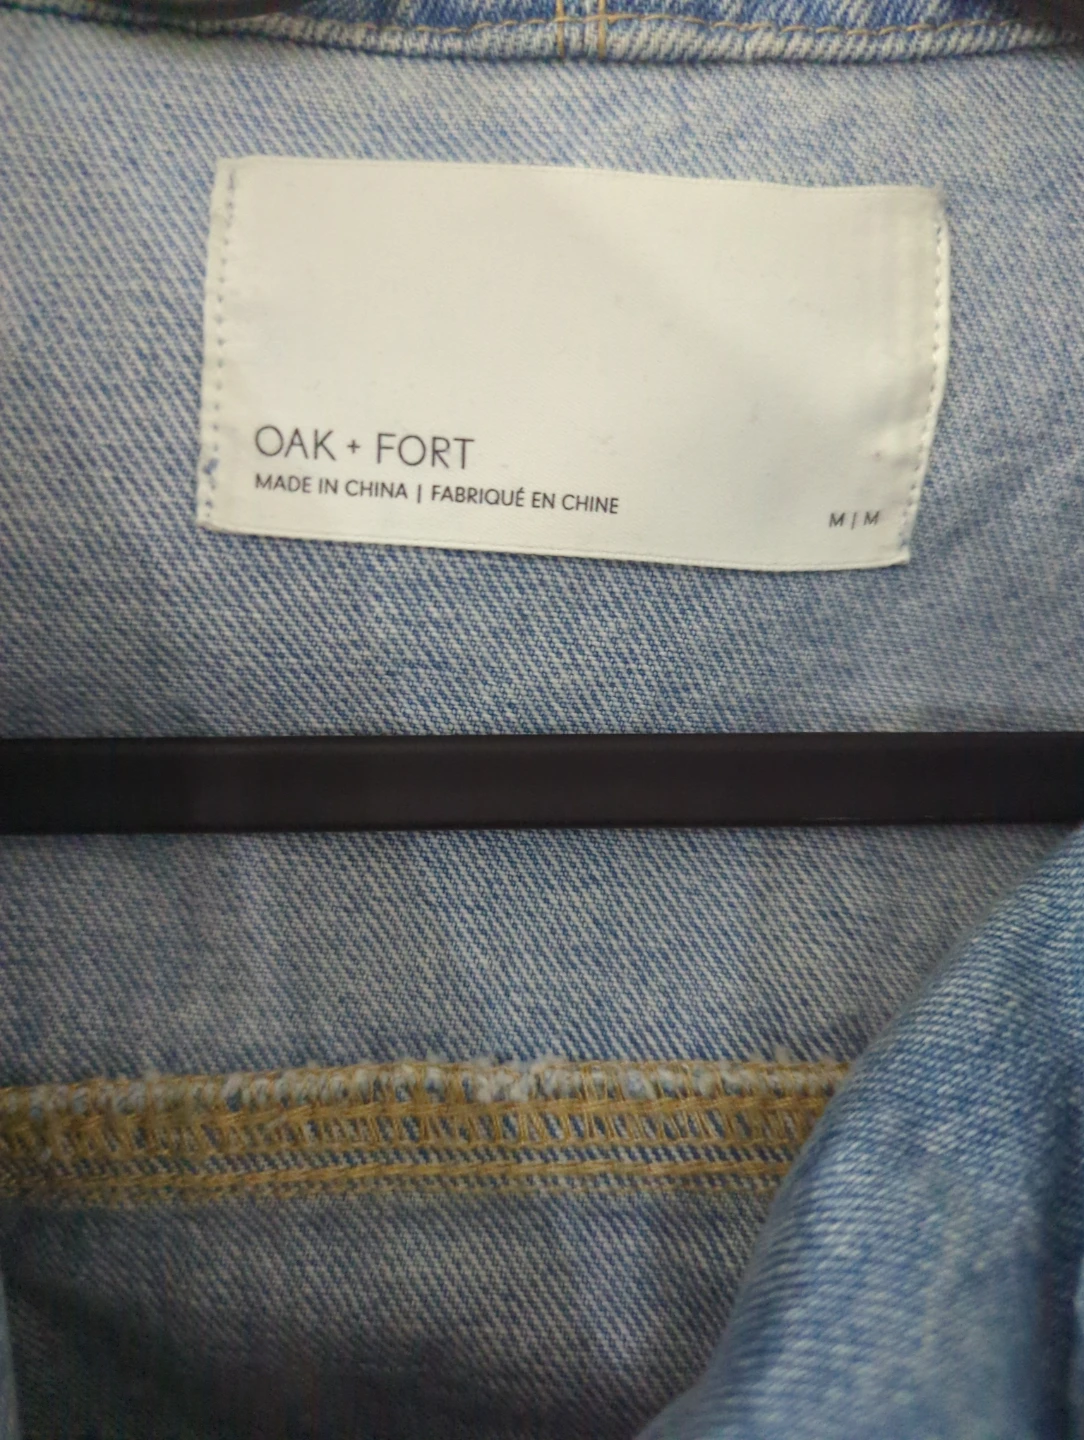 OAK + FORT
MADE IN CHINA | FABRIQUÉ EN CHINE
M | M